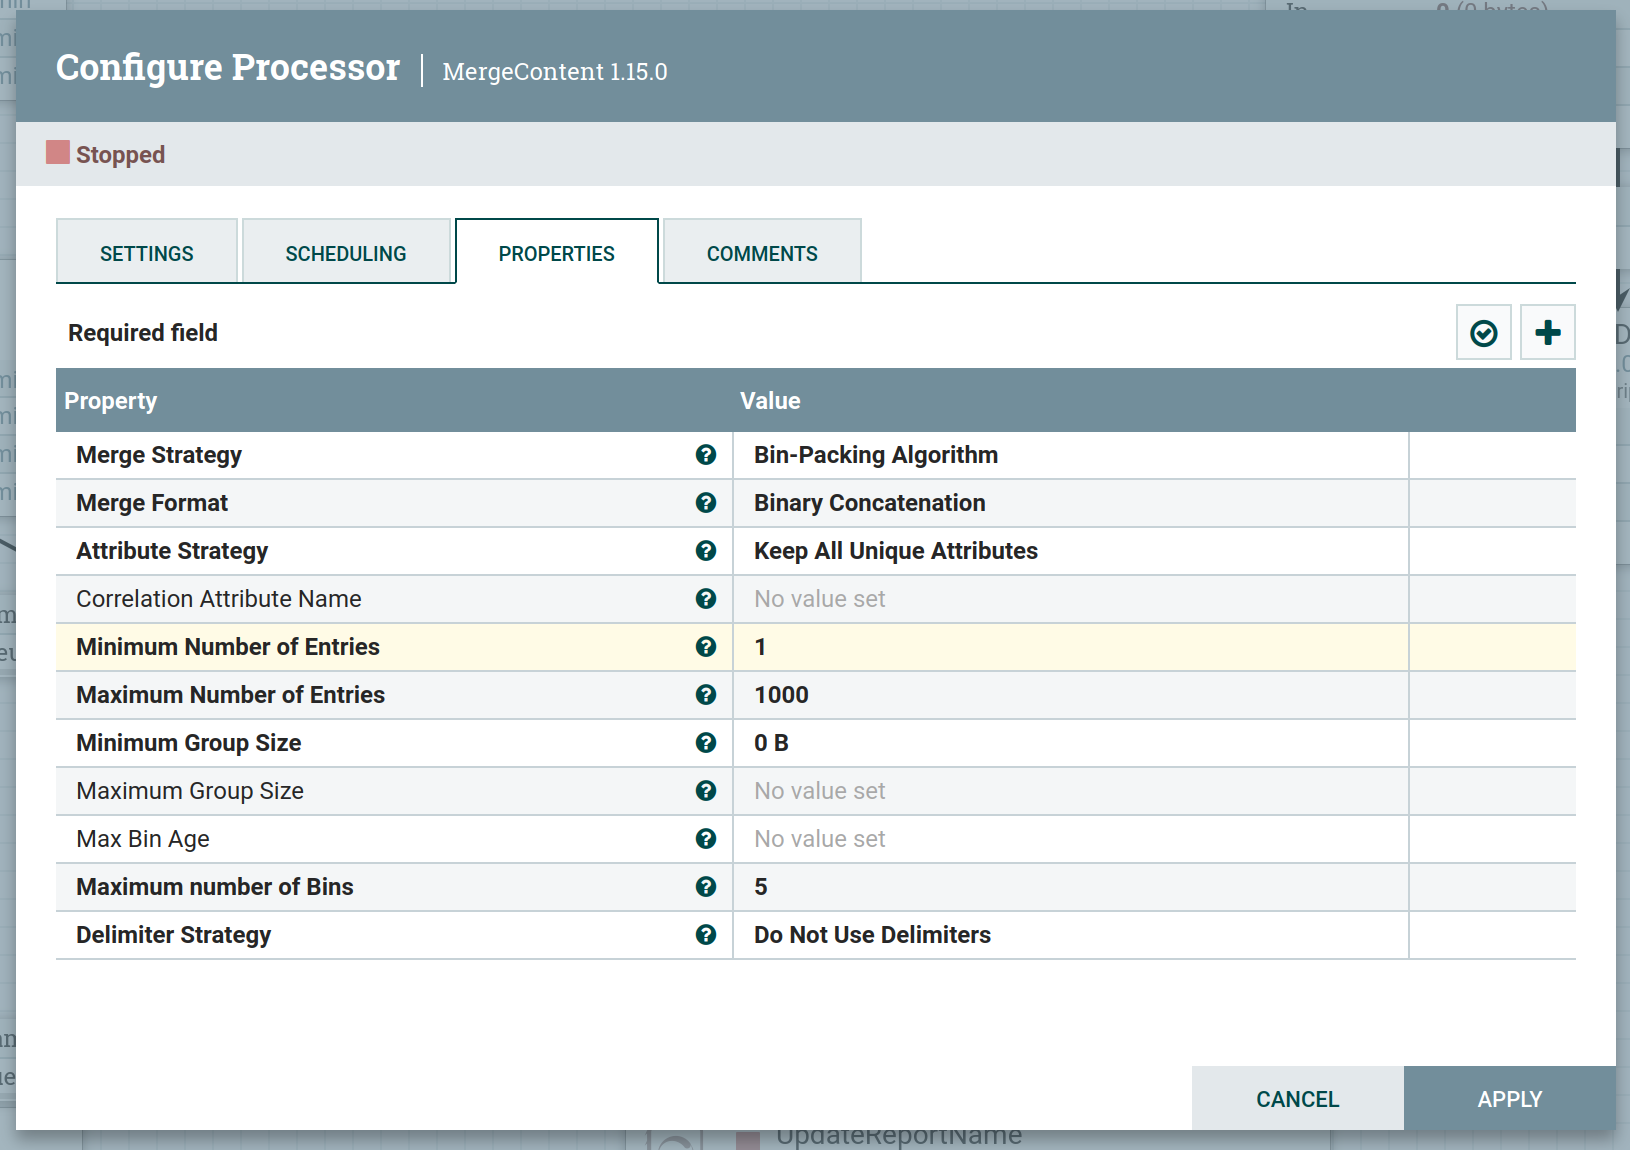 In 0 (0 bytes)
Configure Processor MergeContent 1.15.0
Stopped
SETTINGS SCHEDULING PROPERTIES COMMENTS
Required field
Property Value
Merge Strategy Bin-Packing Algorithm
Merge Format Binary Concatenation
Attribute Strategy Keep All Unique Attributes
Correlation Attribute Name No value set
Minimum Number of Entries 1
Maximum Number of Entries 1000
Minimum Group Size 0 B
Maximum Group Size No value set
Max Bin Age No value set
Maximum number of Bins 5
Delimiter Strategy Do Not Use Delimiters
CANCEL APPLY
UpdateReportName